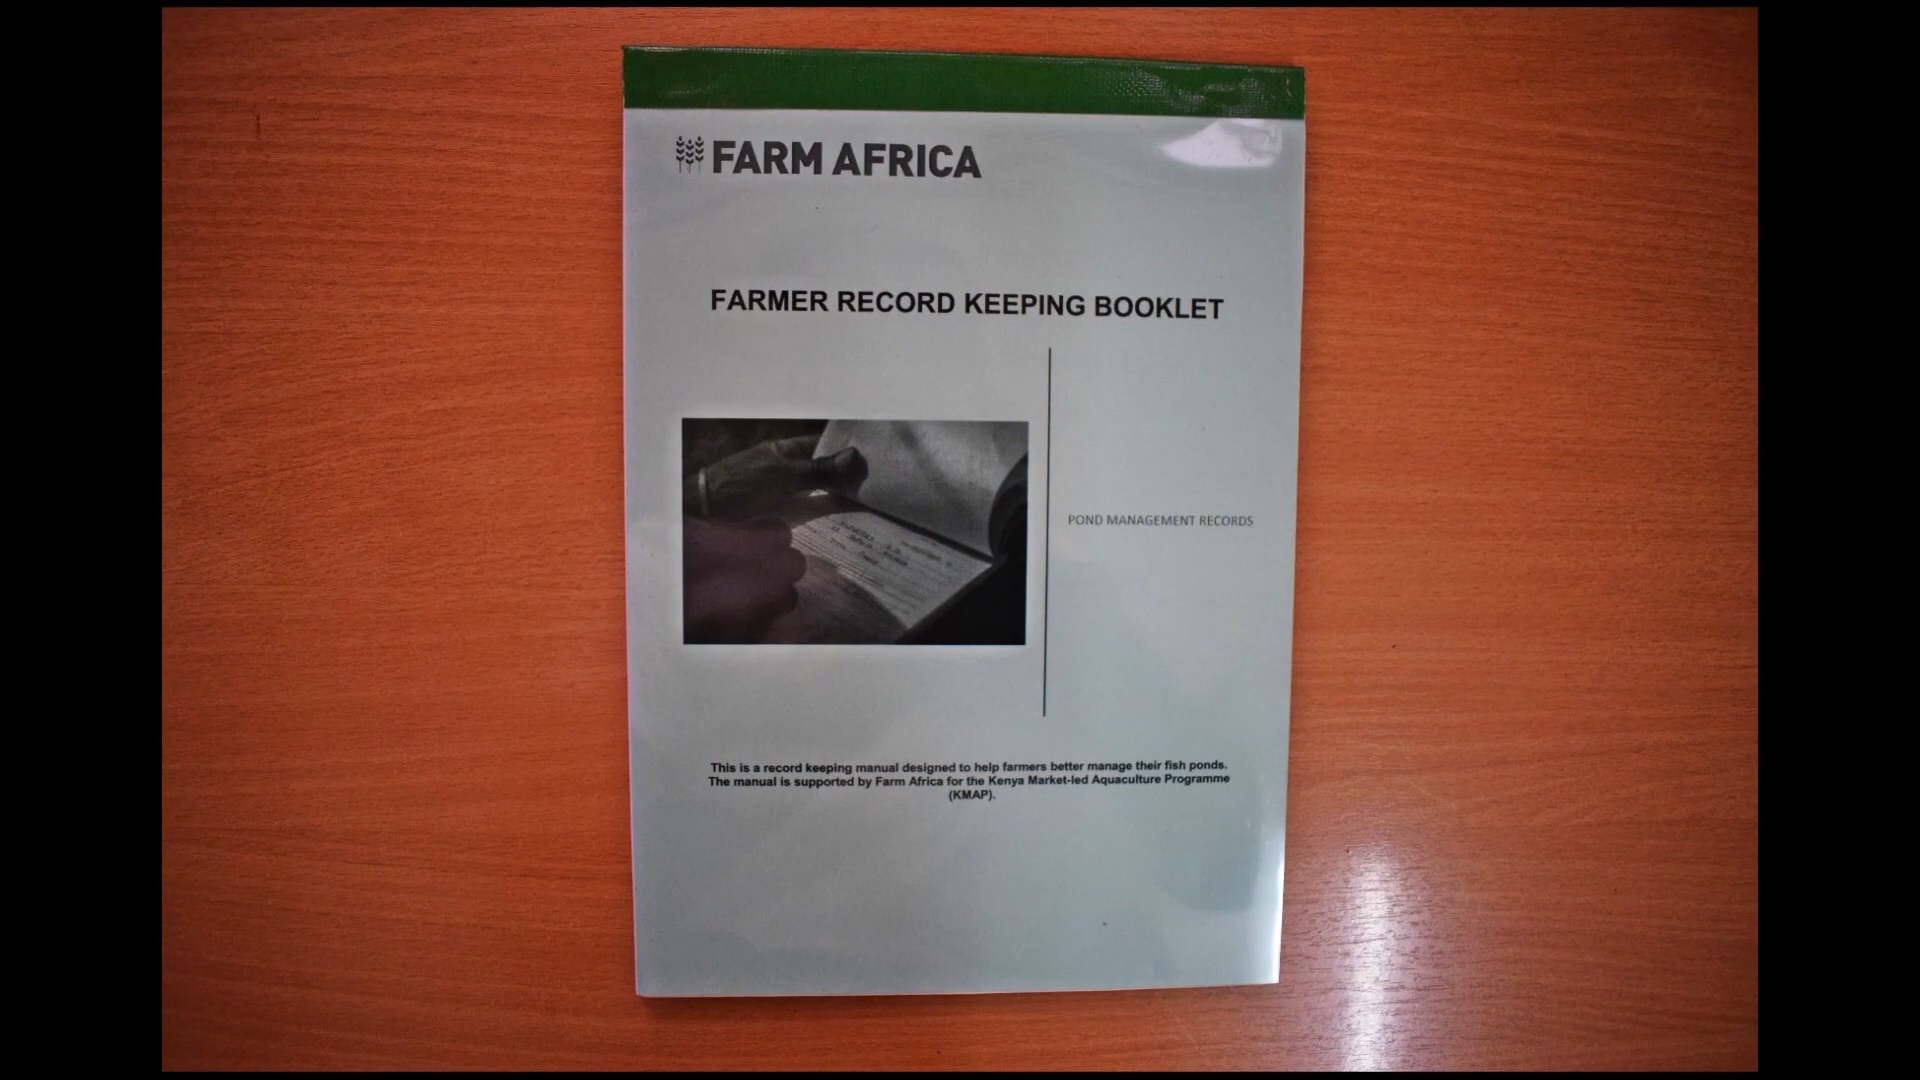 FARM AFRICA
FARMER RECORD KEEPING BOOKLET
POND MANAGEMENT RECORDS
This is a record keeping manual designed to help farmers better manage their fish ponds.
The manual is supported by Farm Africa for the Kenya Market-led Aquaculture Programme
(KMAP).